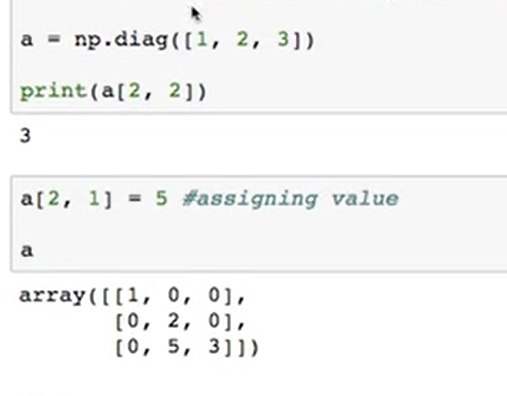 a = np.diag([1, 2, 3])
print(a[2, 2])
3
a[2, 1] = 5 #assigning value
a
array([[1, 0, 0],
       [0, 2, 0],
       [0, 5, 3]])